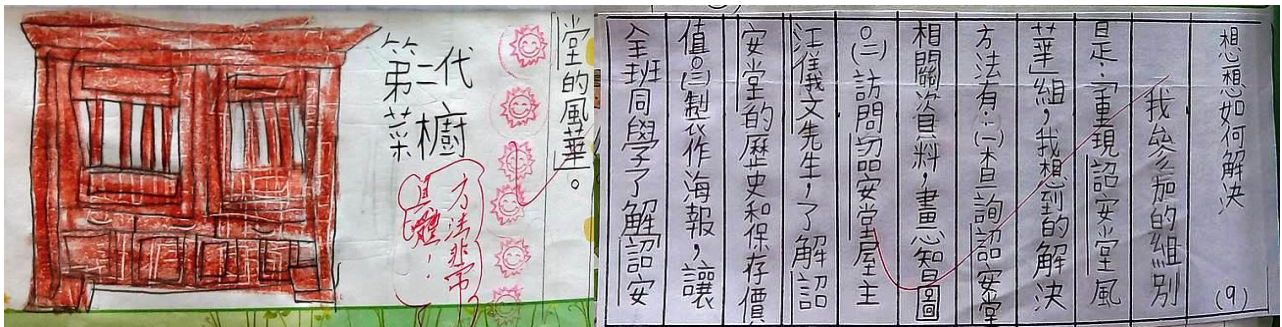 想想如何解決
(9)
我參加的組別
是：「重現詔安堂風
華」組，我想到的解決
方法有：(一)查詢詔安堂
相關資料，畫心智圖
。(二)訪問詔安堂屋主
汪儀文先生，了解詔
安堂的歷史和保存價
值。(三)製作海報，讓
全班同學了解詔安
堂的風華。
第二代
菜櫥
方法非常
具體！